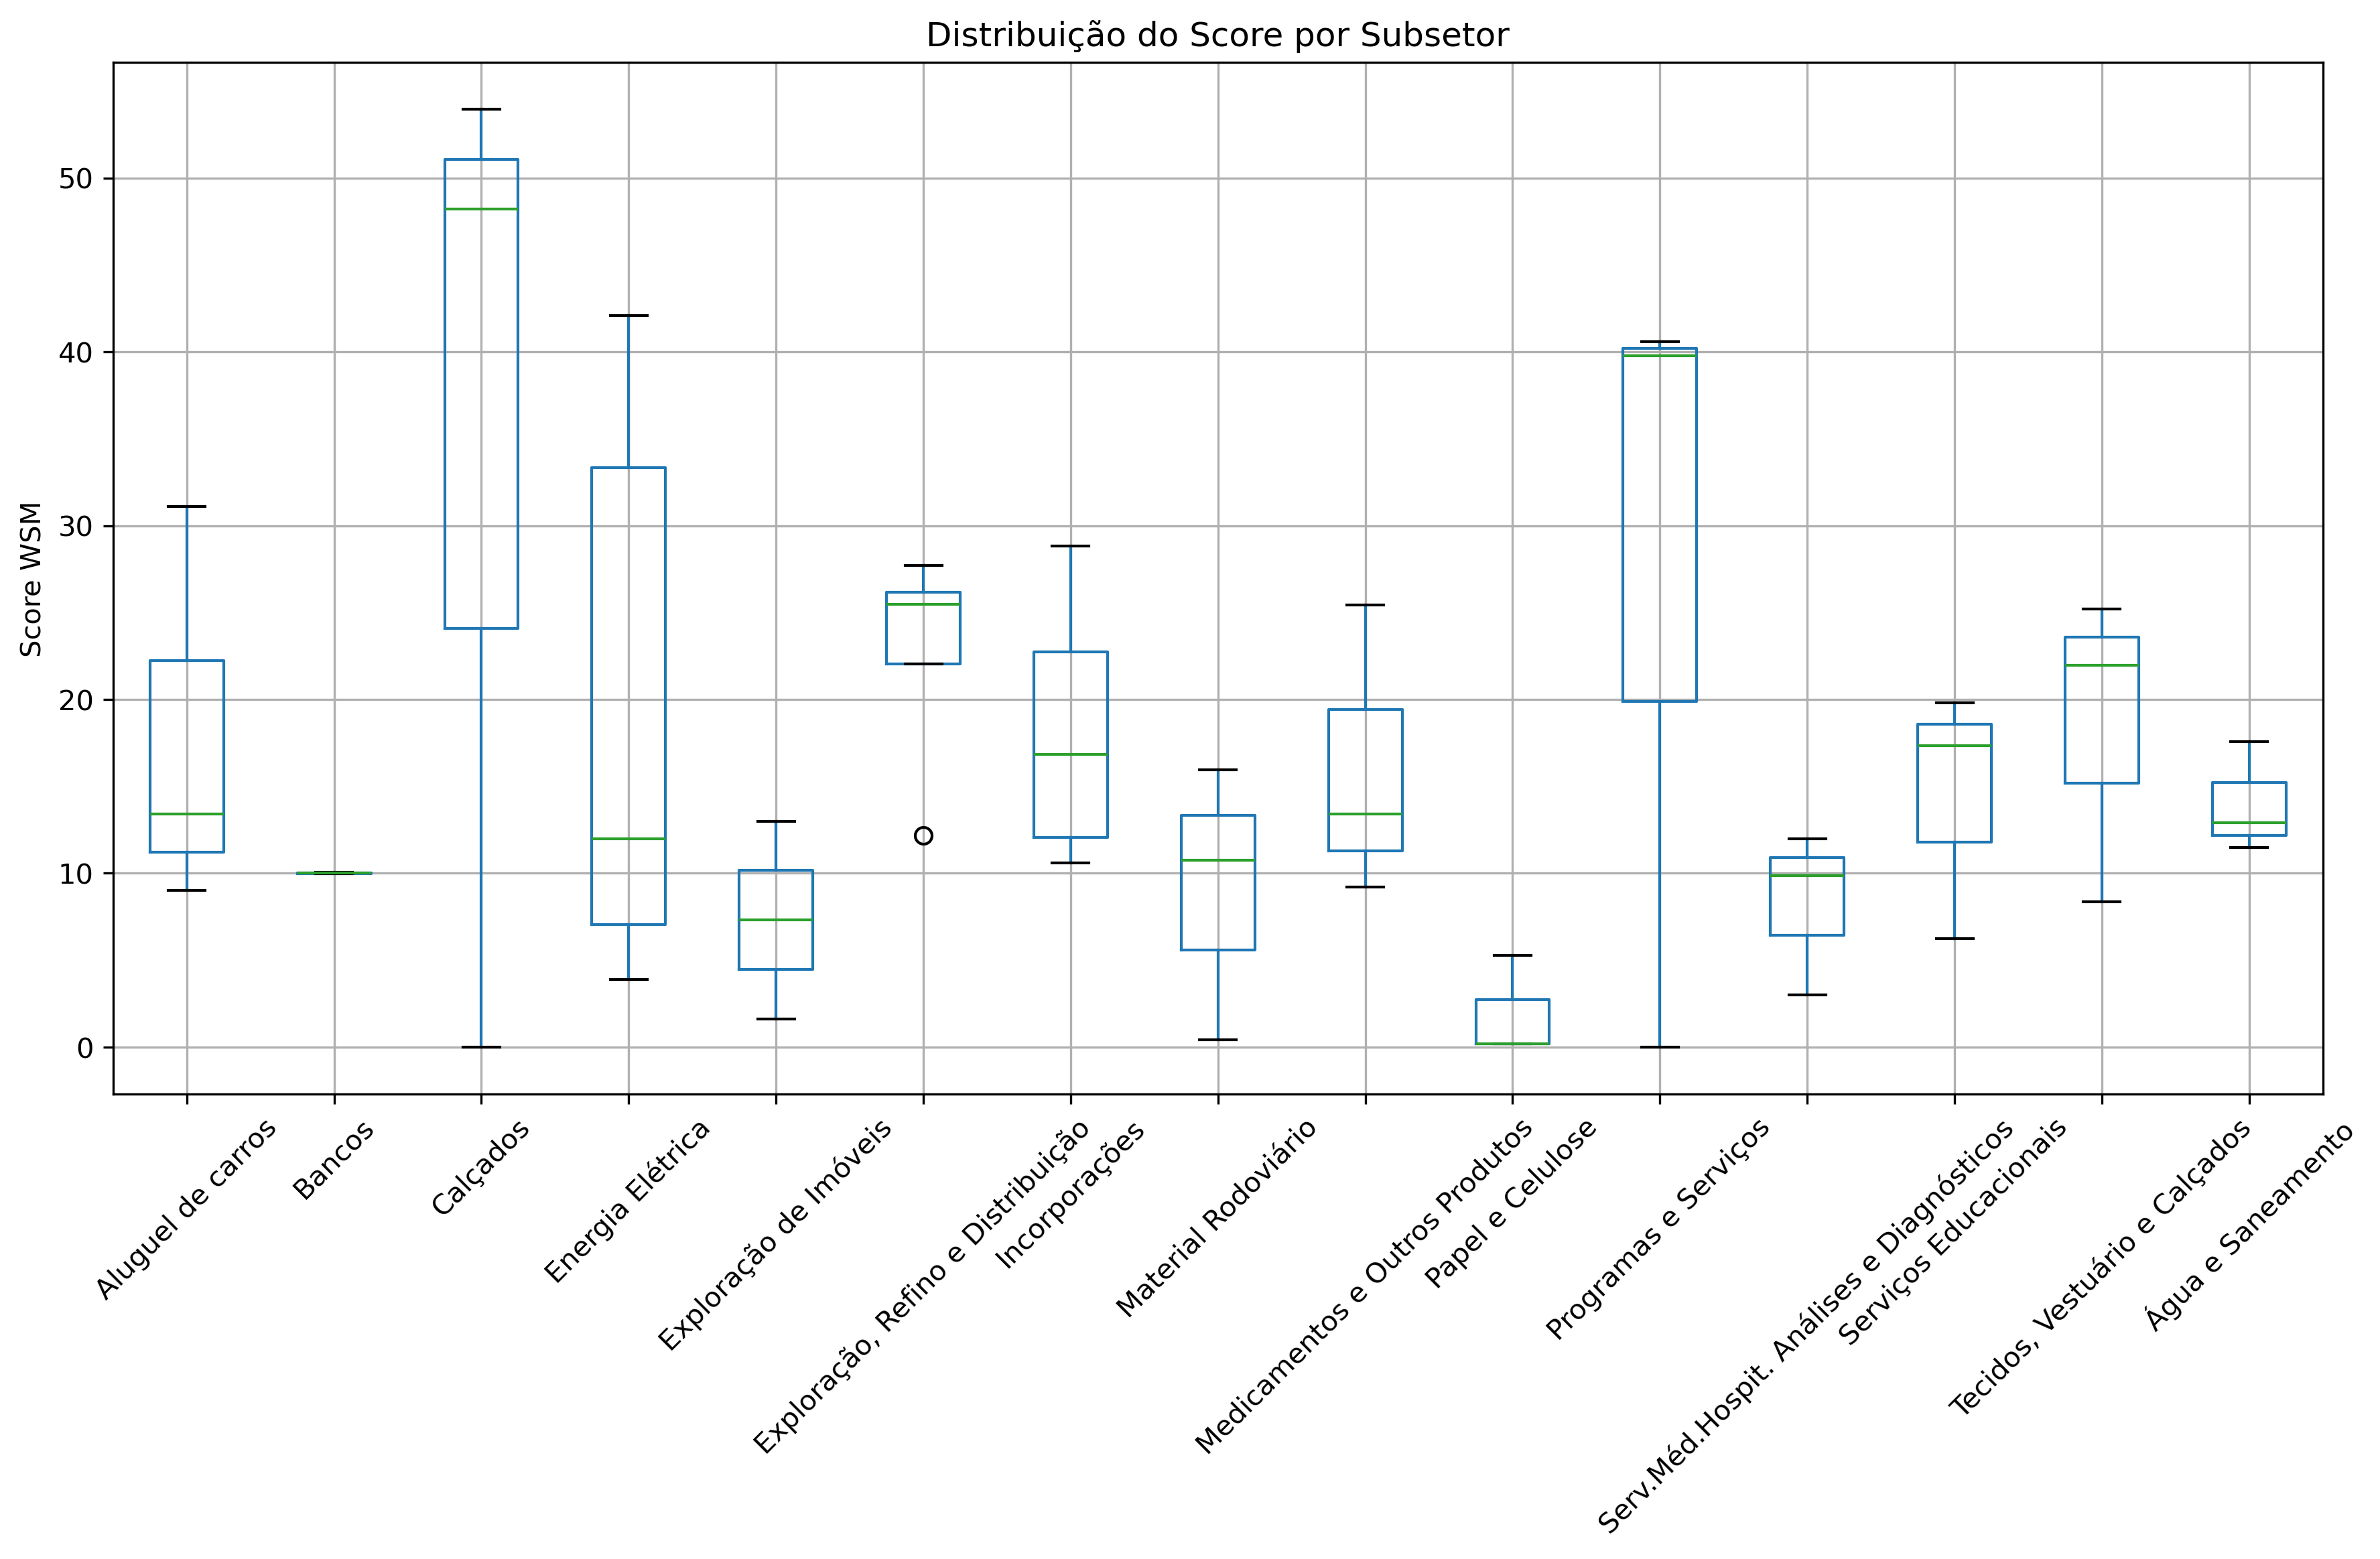 Distribuição do Score por Subsetor
Score WSM
50
40
30
20
10
0
Aluguel de carros
Bancos
Calçados
Energia Elétrica
Exploração de Imóveis
Exploração, Refino e Distribuição
Incorporações
Material Rodoviário
Medicamentos e Outros Produtos
Papel e Celulose
Programas e Serviços
Serv.Méd.Hospit. Análises e Diagnósticos
Serviços Educacionais
Tecidos, Vestuário e Calçados
Água e Saneamento